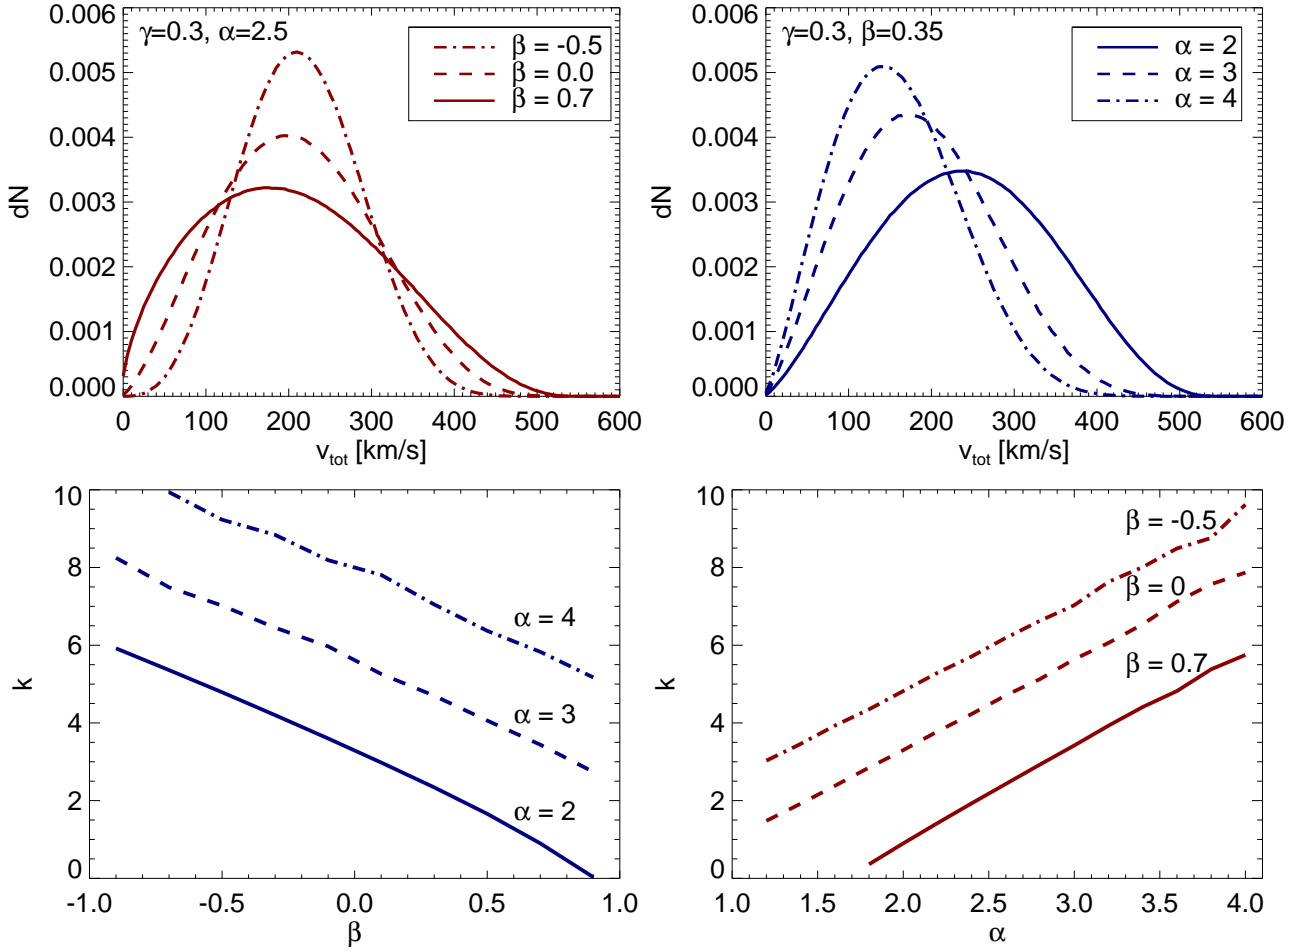 γ=0.3, α=2.5
β = -0.5
β = 0.0
β = 0.7
0.006
0.005
0.004
0.003
0.002
0.001
0.000
dN
0 100 200 300 400 500 600
v_tot [km/s]
γ=0.3, β=0.35
α = 2
α = 3
α = 4
0.006
0.005
0.004
0.003
0.002
0.001
0.000
dN
0 100 200 300 400 500 600
v_tot [km/s]
10
8
6
4
2
0
k
α = 4
α = 3
α = 2
-1.0 -0.5 0.0 0.5 1.0
β
10
8
6
4
2
0
k
β = -0.5
β = 0
β = 0.7
1.0 1.5 2.0 2.5 3.0 3.5 4.0
α